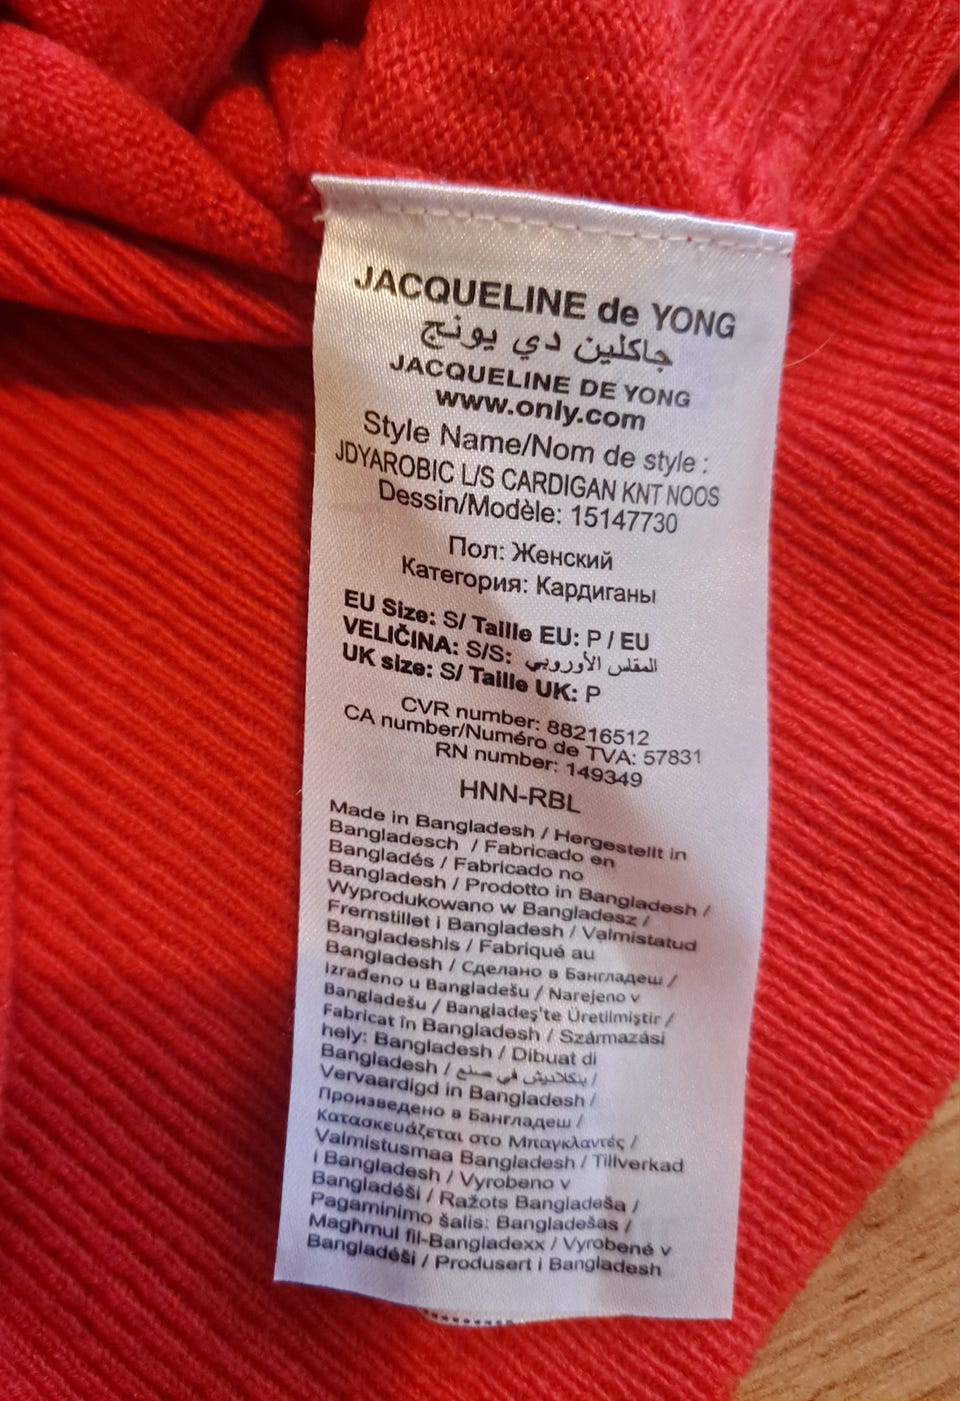 JACQUELINE de YONG
جاكلين دي يونج
JACQUELINE DE YONG
www.only.com
Style Name/Nom de style :
JDYAROBIC L/S CARDIGAN KNT NOOS
Dessin/Modèle: 15147730
Пол: Женский
Категория: Кардиганы
EU Size: S/ Taille EU: P / EU
VELIČINA: S/S: المقلس الأوروبي
UK size: S/ Taille UK: P
CVR number: 88216512
CA number/Numéro de TVA: 57831
RN number: 149349
HNN-RBL
Made in Bangladesh / Hergestellt in
Bangladesch / Fabricado en
Bangladés / Fabricado no
Bangladesh / Prodotto in Bangladesh /
Wyprodukowano w Bangladesz /
Fremstillet i Bangladesh / Valmistatud
Bangladeshis / Fabriqué au
Bangladesh / Сделано в Бангладеш /
Izrađeno u Bangladešu / Narejeno v
Bangladešu / Bangladeş'te Üretilmiştir /
Fabricat în Bangladesh / Származási
hely: Bangladesh / Dibuat di
Bangladesh / بنكلاديش في صنع /
Vervaardigd in Bangladesh /
Произведено в Бангладеш /
Κατασκευάζεται στο Μπαγκλαντές /
Valmistusmaa Bangladesh / Tillverkad
i Bangladesh / Vyrobeno v
Bangladéši / Ražots Bangladeša /
Pagaminimo šalis: Bangladešas /
Maghmul fil-Bangladexx / Vyrobené v
Bangladéši / Produsert i Bangladesh